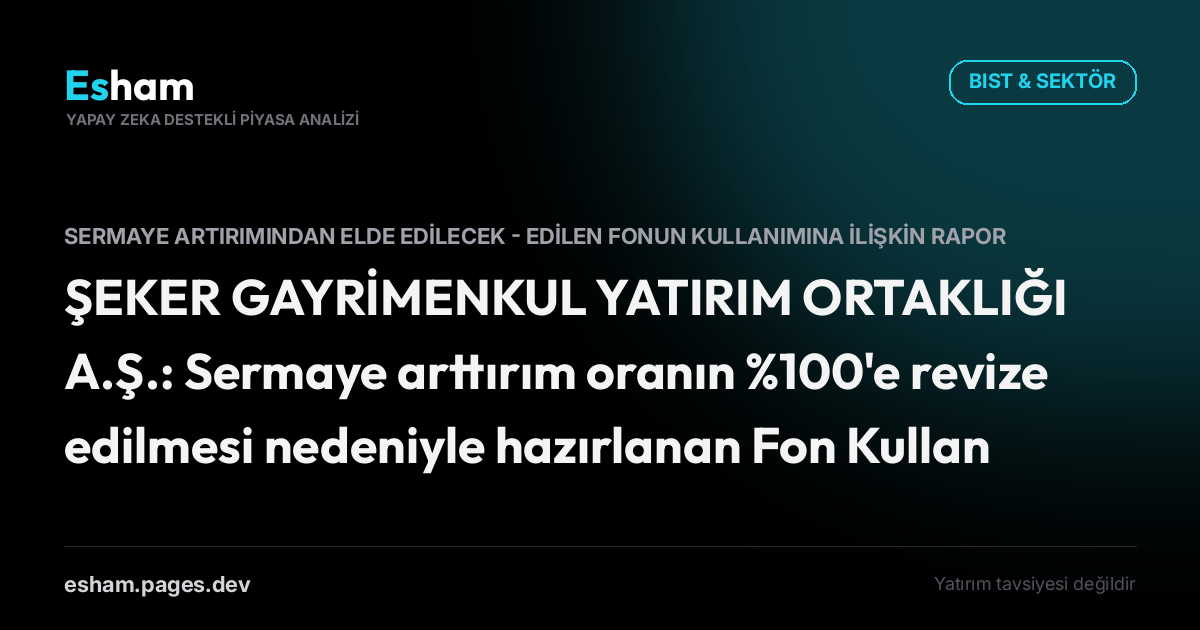 Esham
YAPAY ZEKA DESTEKLİ PİYASA ANALİZİ
BIST & SEKTÖR
SERMAYE ARTIRIMINDAN ELDE EDİLECEK - EDİLEN FONUN KULLANIMINA İLİŞKİN RAPOR
ŞEKER GAYRİMENKUL YATIRIM ORTAKLIĞI
A.Ş.: Sermaye arttırım oranın %100'e revize
edilmesi nedeniyle hazırlanan Fon Kullan
esham.pages.dev
Yatırım tavsiyesi değildir